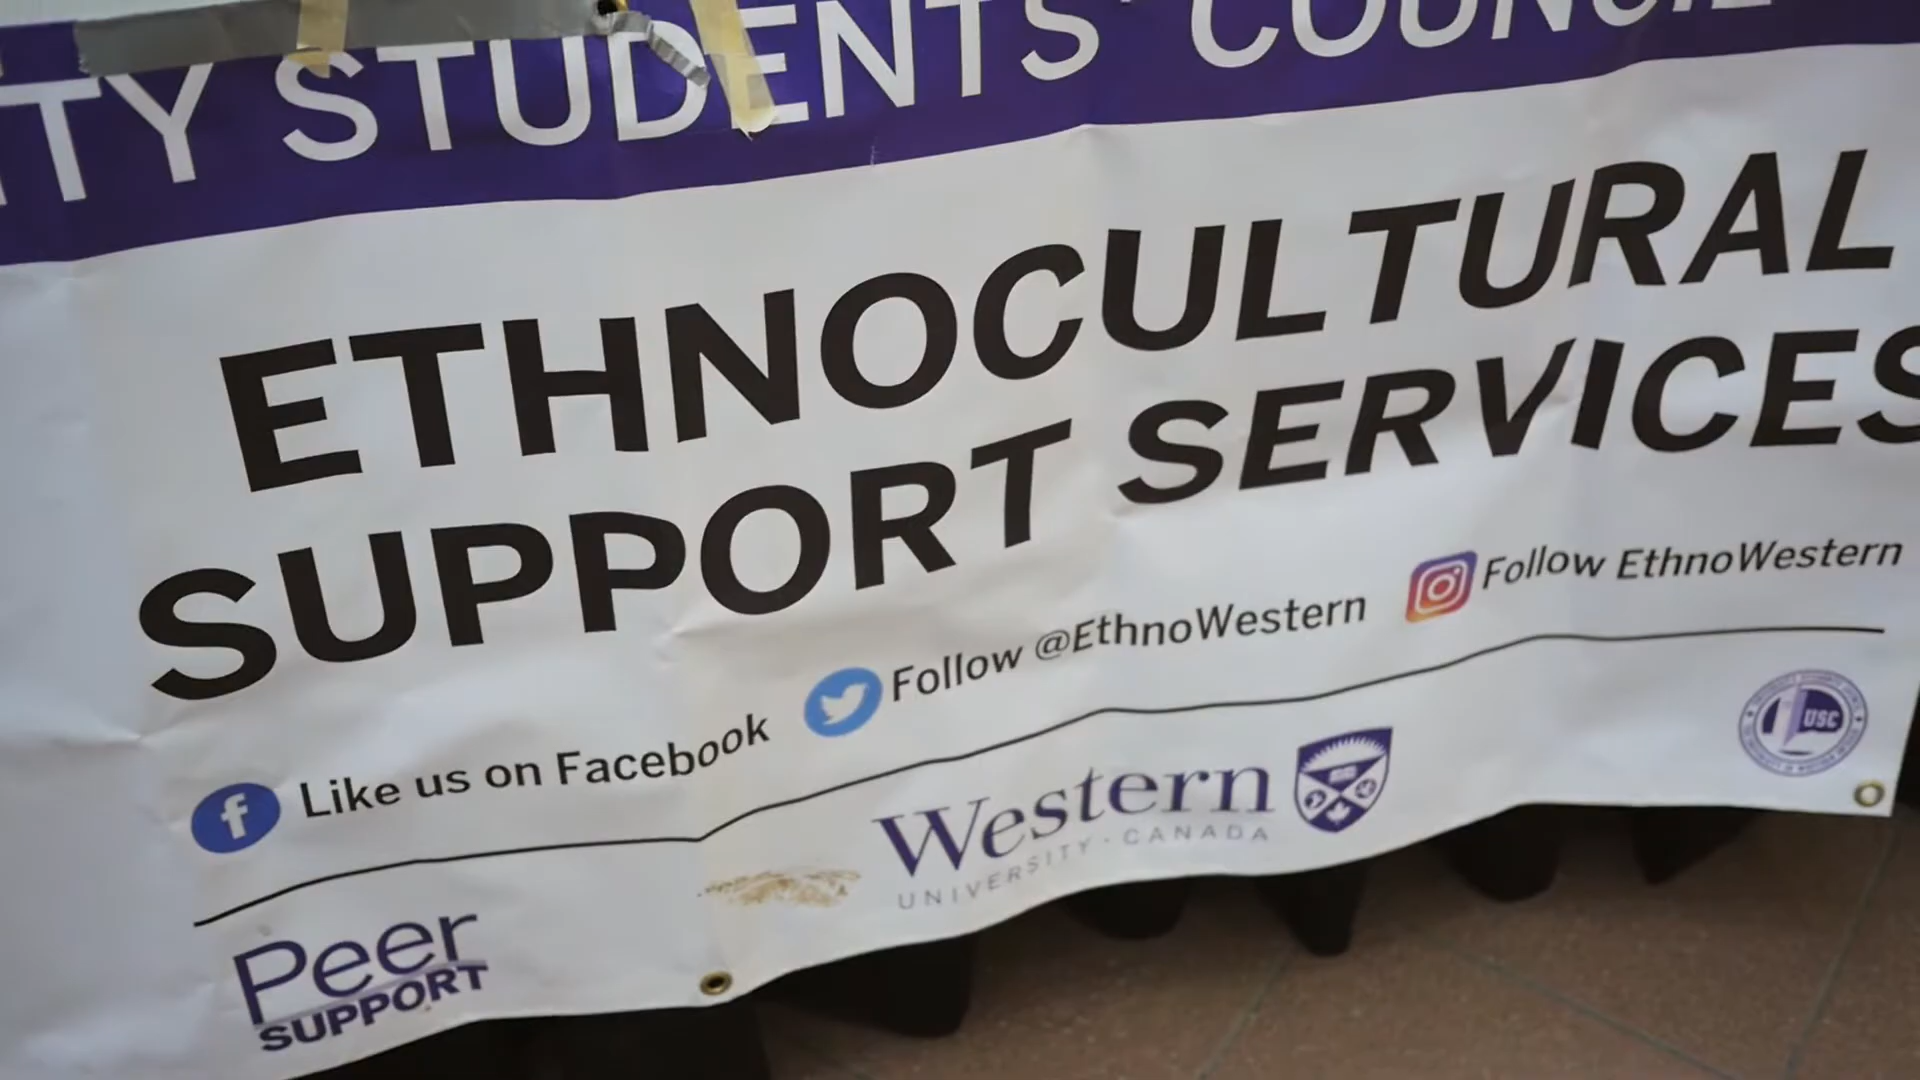 TY STUDENTS' COUNCIL
ETHNOCULTURAL
SUPPORT SERVICES
Like us on Facebook
Follow @EthnoWestern
Follow EthnoWestern
Peer
SUPPORT
Western
UNIVERSITY · CANADA
USC